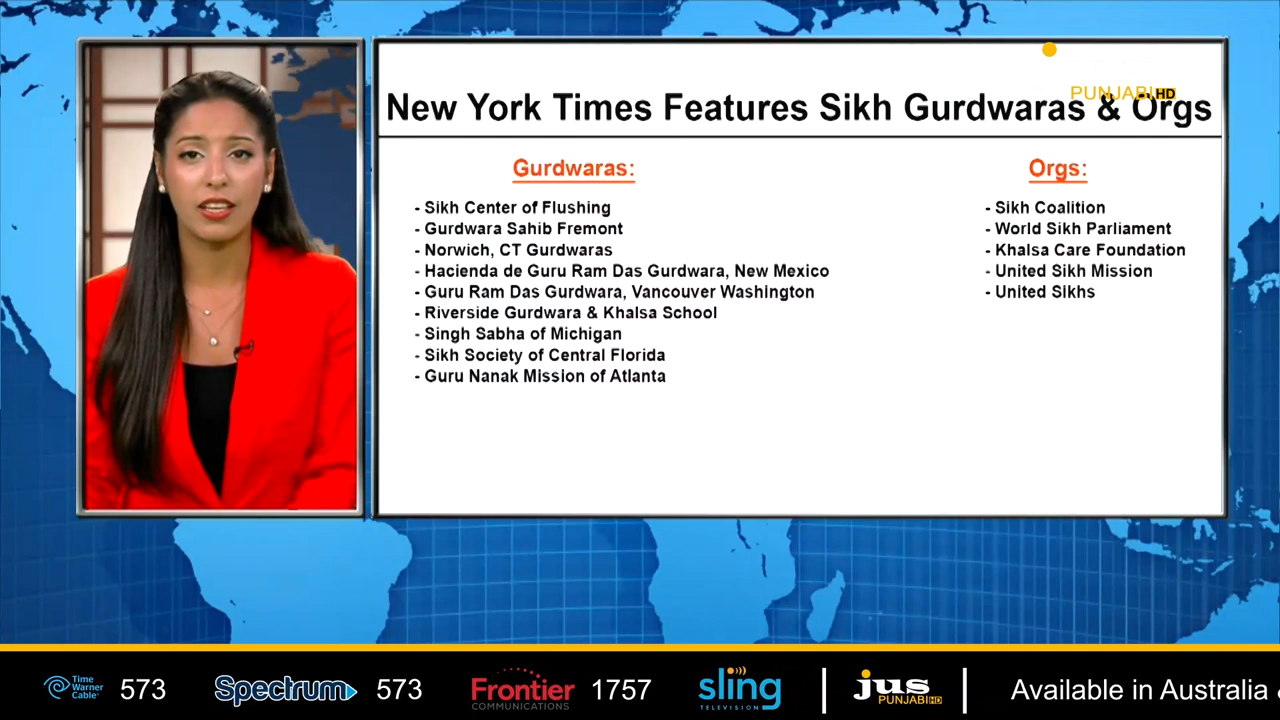 PUNJABI HD
New York Times Features Sikh Gurdwaras & Orgs
Gurdwaras:
- Sikh Center of Flushing
- Gurdwara Sahib Fremont
- Norwich, CT Gurdwaras
- Hacienda de Guru Ram Das Gurdwara, New Mexico
- Guru Ram Das Gurdwara, Vancouver Washington
- Riverside Gurdwara & Khalsa School
- Singh Sabha of Michigan
- Sikh Society of Central Florida
- Guru Nanak Mission of Atlanta
Orgs:
- Sikh Coalition
- World Sikh Parliament
- Khalsa Care Foundation
- United Sikh Mission
- United Sikhs
Time Warner Cable 573
Spectrum 573
Frontier COMMUNICATIONS 1757
sling TELEVISION
jus PUNJABI HD
Available in Australia &